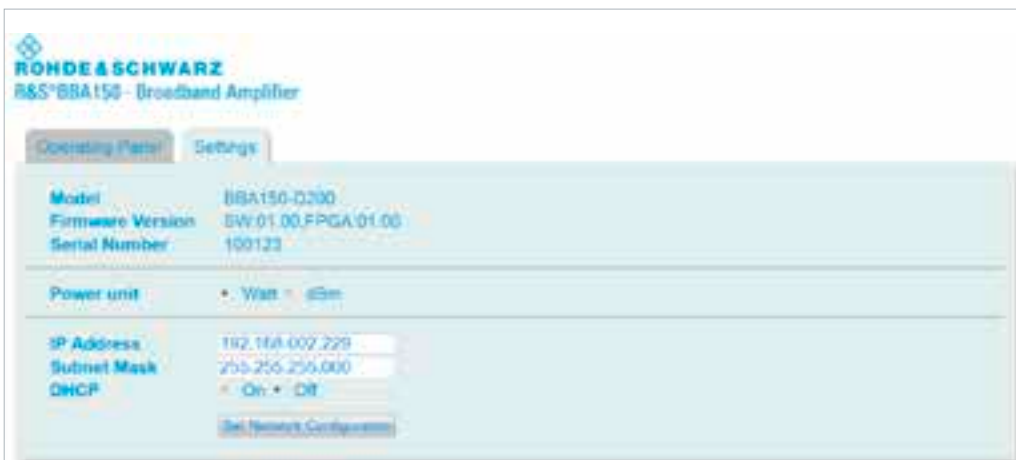 ROHDE & SCHWARZ
R&S®BBA150 - Broadband Amplifier
Operating Panel Settings
Model BBA150-D200
Firmware Version SW:01.00,FPGA:01.00
Serial Number 100123
Power unit Watt dBm
IP Address 192.168.002.229
Subnet Mask 255.255.255.000
DHCP On Off
Set Network Configuration